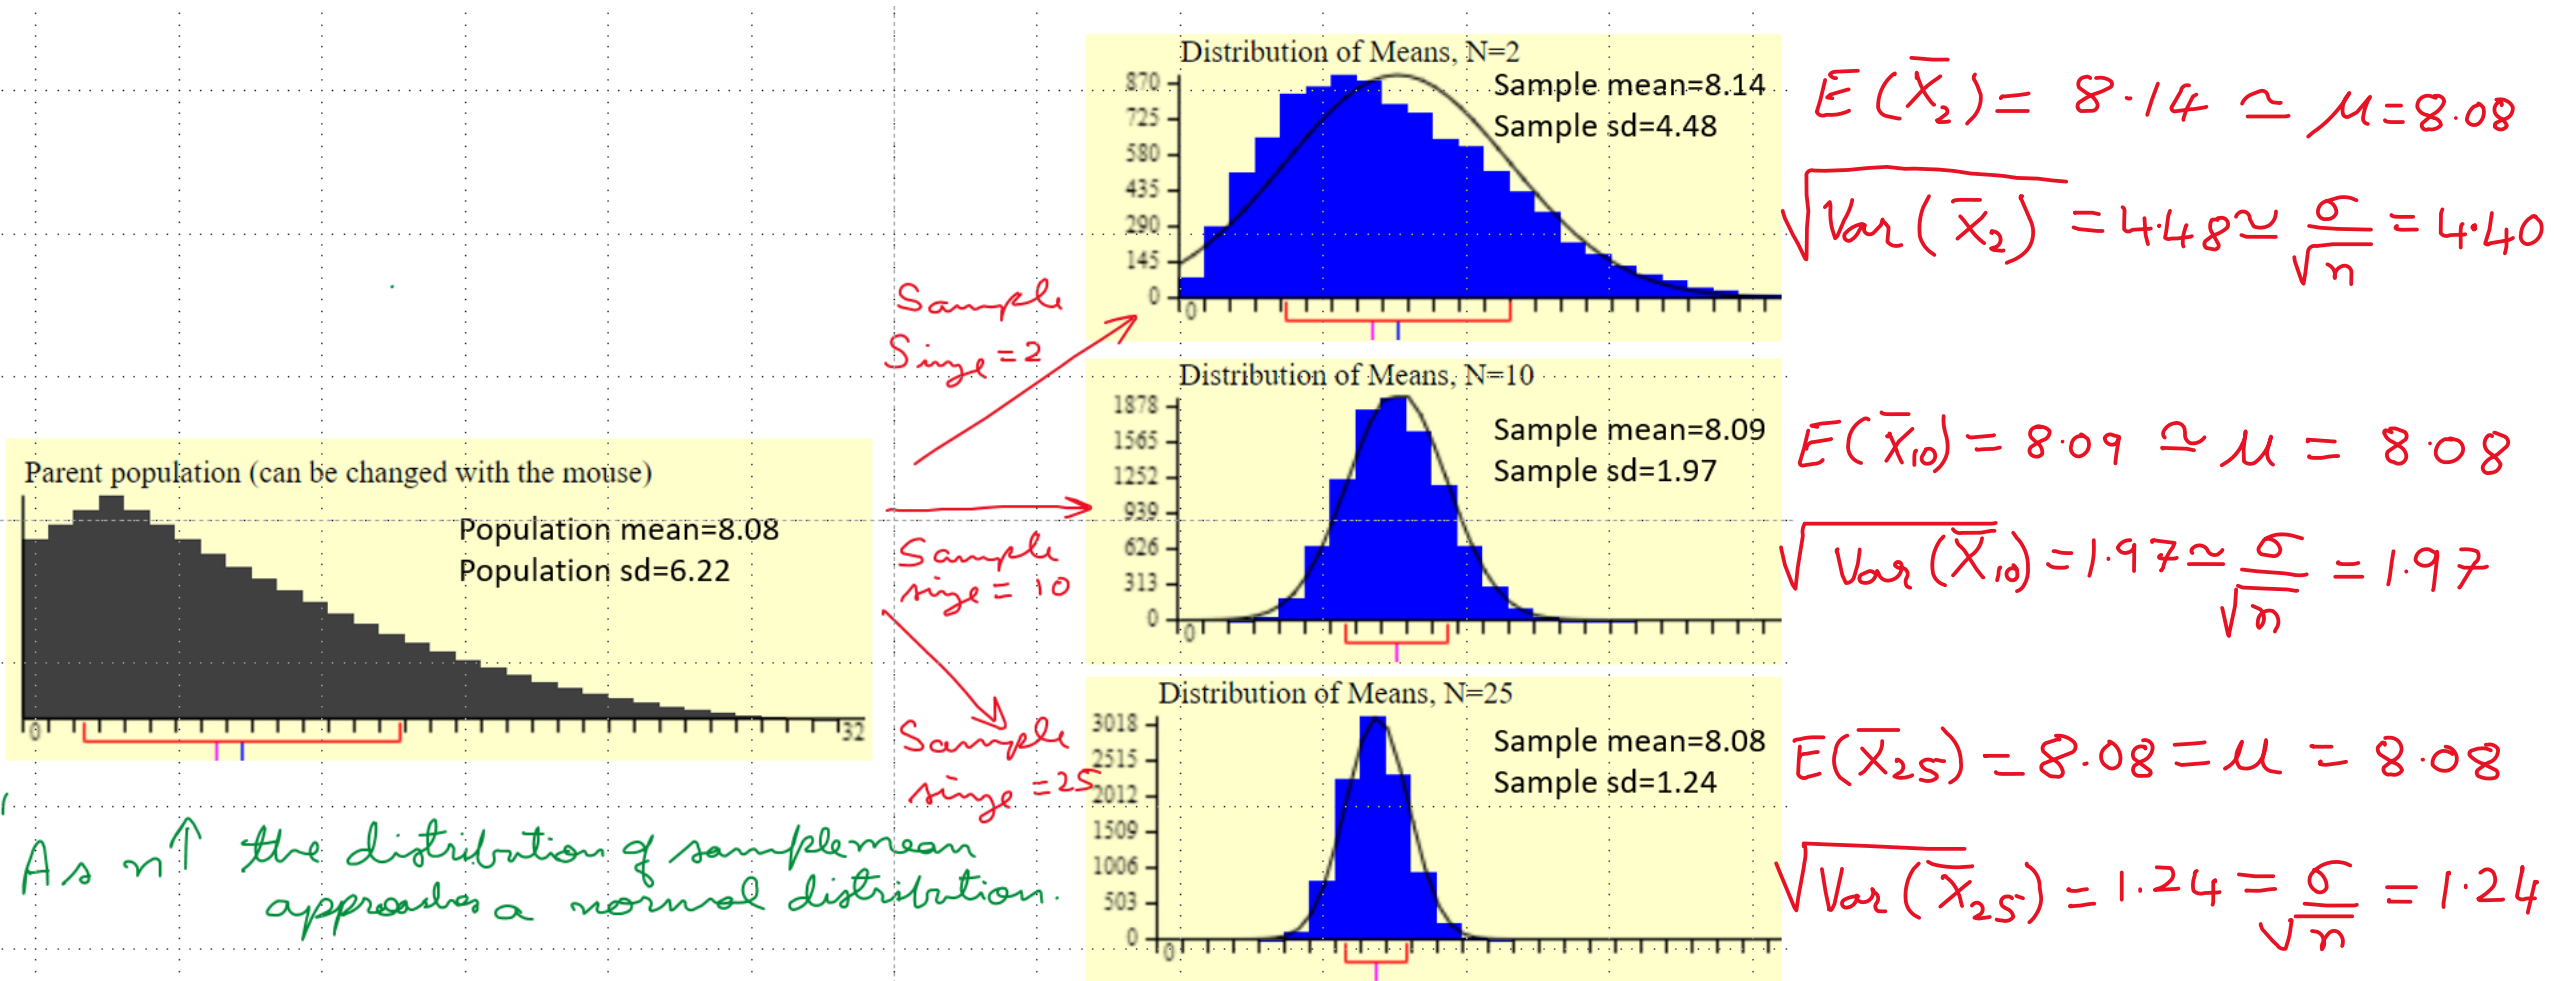 Distribution of Means, N=2
870
725
580
435
290
145
0
0
Sample mean=8.14
Sample sd=4.48
E(X̅₂) = 8.14 ≃ μ=8.08
√Var(X̅₂) = 4.48 ≃ σ/√n = 4.40
Sample
Size = 2
Distribution of Means, N=10
1878
1565
1252
939
626
313
0
0
Sample mean=8.09
Sample sd=1.97
E(X̅₁₀) = 8.09 ≃ μ = 8.08
√Var(X̅₁₀) = 1.97 ≃ σ/√n = 1.97
Parent population (can be changed with the mouse)
Population mean=8.08
Population sd=6.22
0
32
Sample
size = 10
Sample
size = 25
Distribution of Means, N=25
3018
2515
2012
1509
1006
503
0
0
Sample mean=8.08
Sample sd=1.24
E(X̅₂₅) = 8.08 = μ = 8.08
√Var(X̅₂₅) = 1.24 = σ/√n = 1.24
As n↑ the distribution of sample mean
approaches a normal distribution.